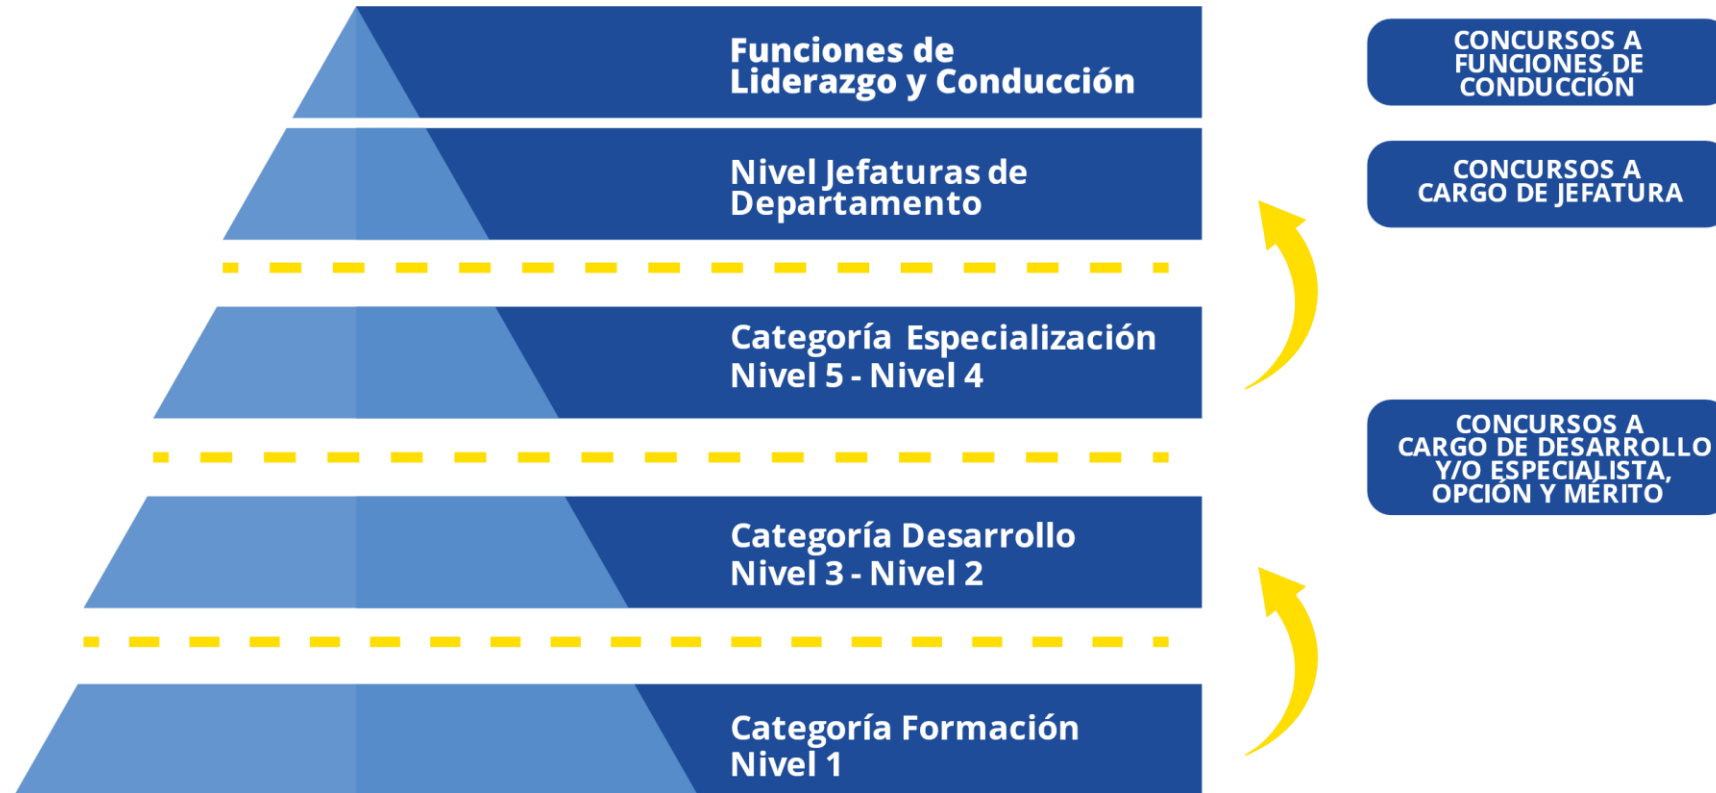 Funciones de
Liderazgo y Conducción
CONCURSOS A
FUNCIONES DE
CONDUCCIÓN
Nivel Jefaturas de
Departamento
CONCURSOS A
CARGO DE JEFATURA
Categoría Especialización
Nivel 5 - Nivel 4
CONCURSOS A
CARGO DE DESARROLLO
Y/O ESPECIALISTA,
OPCIÓN Y MÉRITO
Categoría Desarrollo
Nivel 3 - Nivel 2
Categoría Formación
Nivel 1